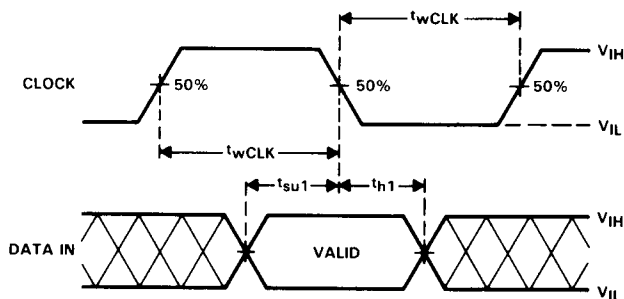 twCLK
VIH
CLOCK 50% 50% 50%
VIL
twCLK
tsu1 th1
VIH
DATA IN VALID
VIL